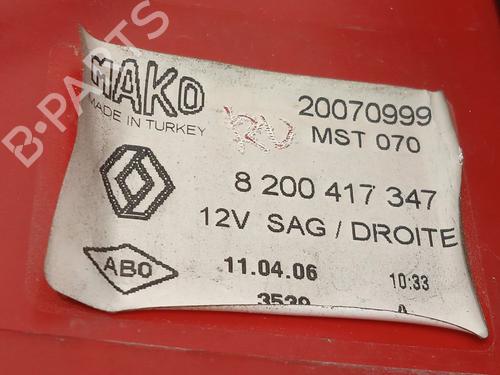 MAKO
MADE IN TURKEY
20070999
MST 070
8 200 417 347
12V SAG / DROITE
ABO
11.04.06
10:33
A
B-PARTS